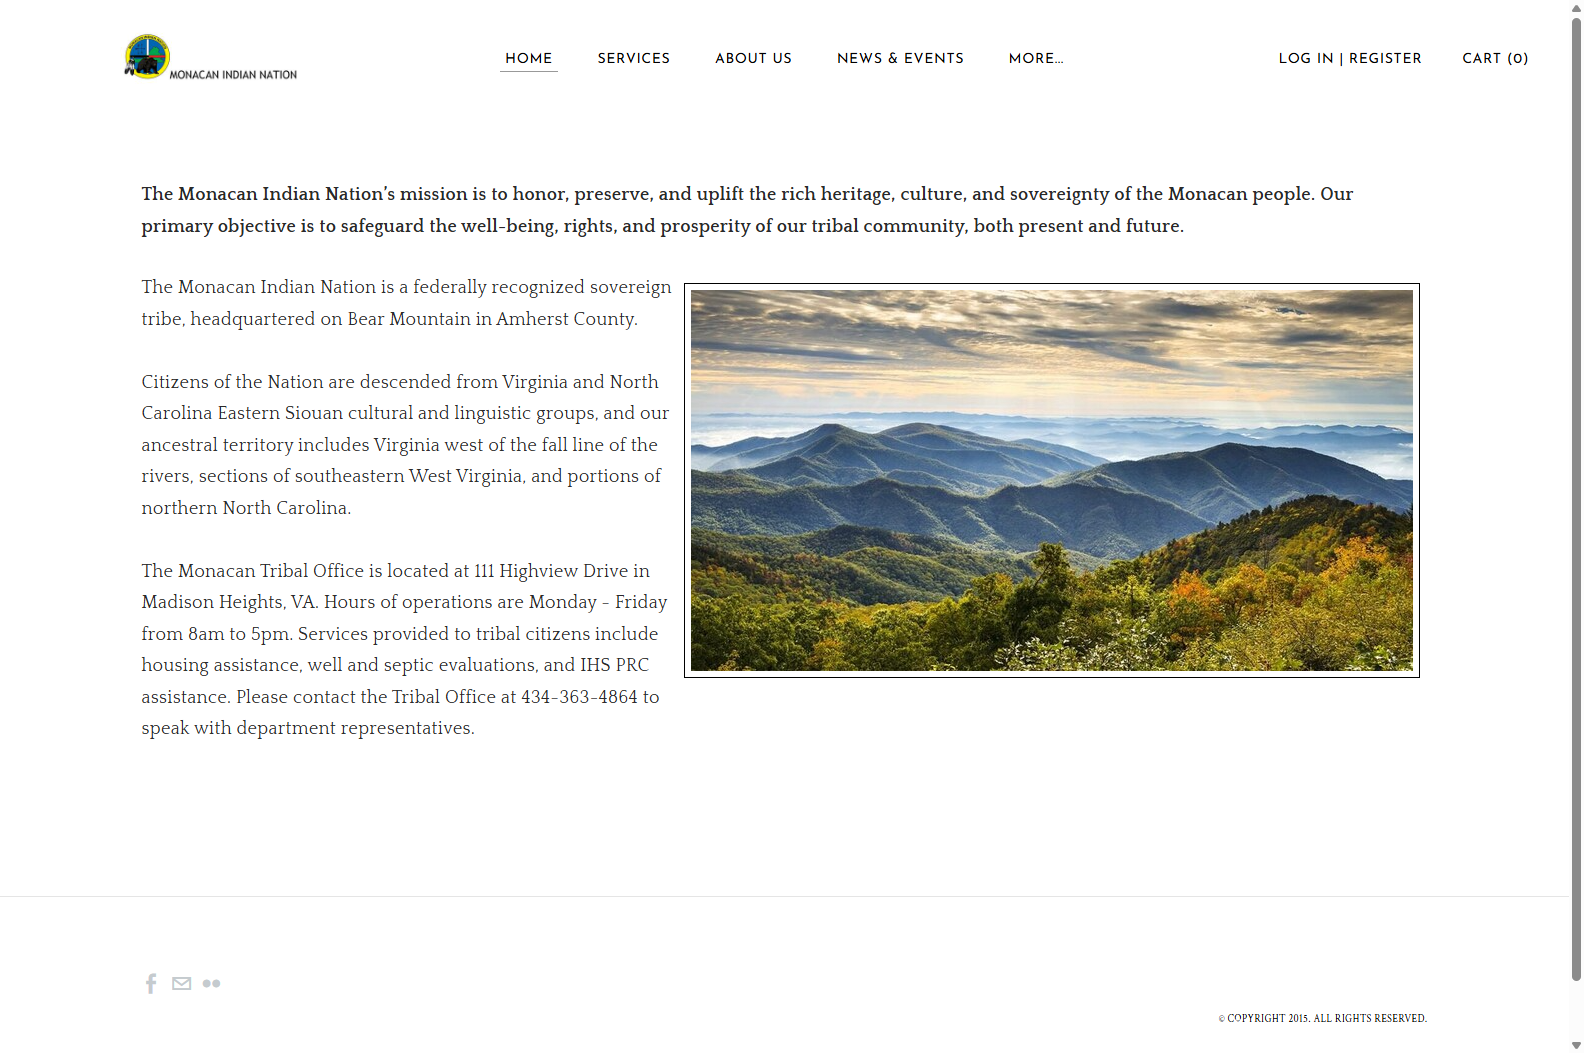 MONACAN INDIAN NATION
HOME
SERVICES
ABOUT US
NEWS & EVENTS
MORE...
LOG IN | REGISTER
CART (0)
The Monacan Indian Nation’s mission is to honor, preserve, and uplift the rich heritage, culture, and sovereignty of the Monacan people. Our
primary objective is to safeguard the well-being, rights, and prosperity of our tribal community, both present and future.
The Monacan Indian Nation is a federally recognized sovereign
tribe, headquartered on Bear Mountain in Amherst County.
Citizens of the Nation are descended from Virginia and North
Carolina Eastern Siouan cultural and linguistic groups, and our
ancestral territory includes Virginia west of the fall line of the
rivers, sections of southeastern West Virginia, and portions of
northern North Carolina.
The Monacan Tribal Office is located at 111 Highview Drive in
Madison Heights, VA. Hours of operations are Monday - Friday
from 8am to 5pm. Services provided to tribal citizens include
housing assistance, well and septic evaluations, and IHS PRC
assistance. Please contact the Tribal Office at 434-363-4864 to
speak with department representatives.
© COPYRIGHT 2015. ALL RIGHTS RESERVED.